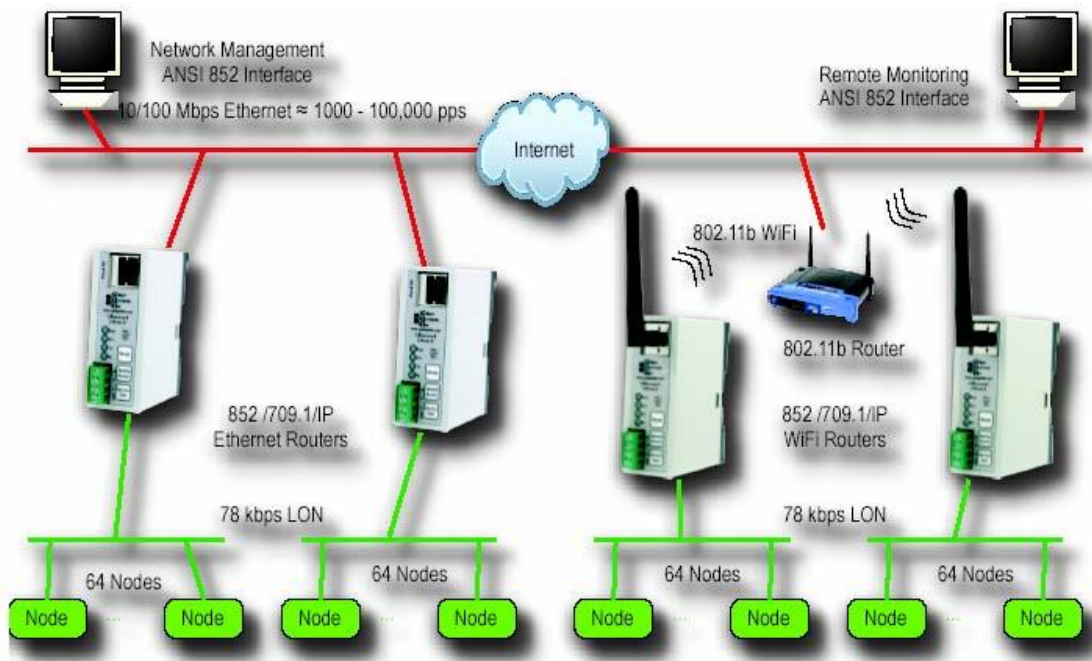 Network Management
ANSI 852 Interface
10/100 Mbps Ethernet ≈ 1000 - 100,000 pps
Remote Monitoring
ANSI 852 Interface
Internet
802.11b WiFi
802.11b Router
852 /709.1/IP
Ethernet Routers
852 /709.1/IP
WiFi Routers
78 kbps LON
78 kbps LON
64 Nodes
64 Nodes
64 Nodes
64 Nodes
Node ... Node
Node ... Node
Node ... Node
Node ... Node